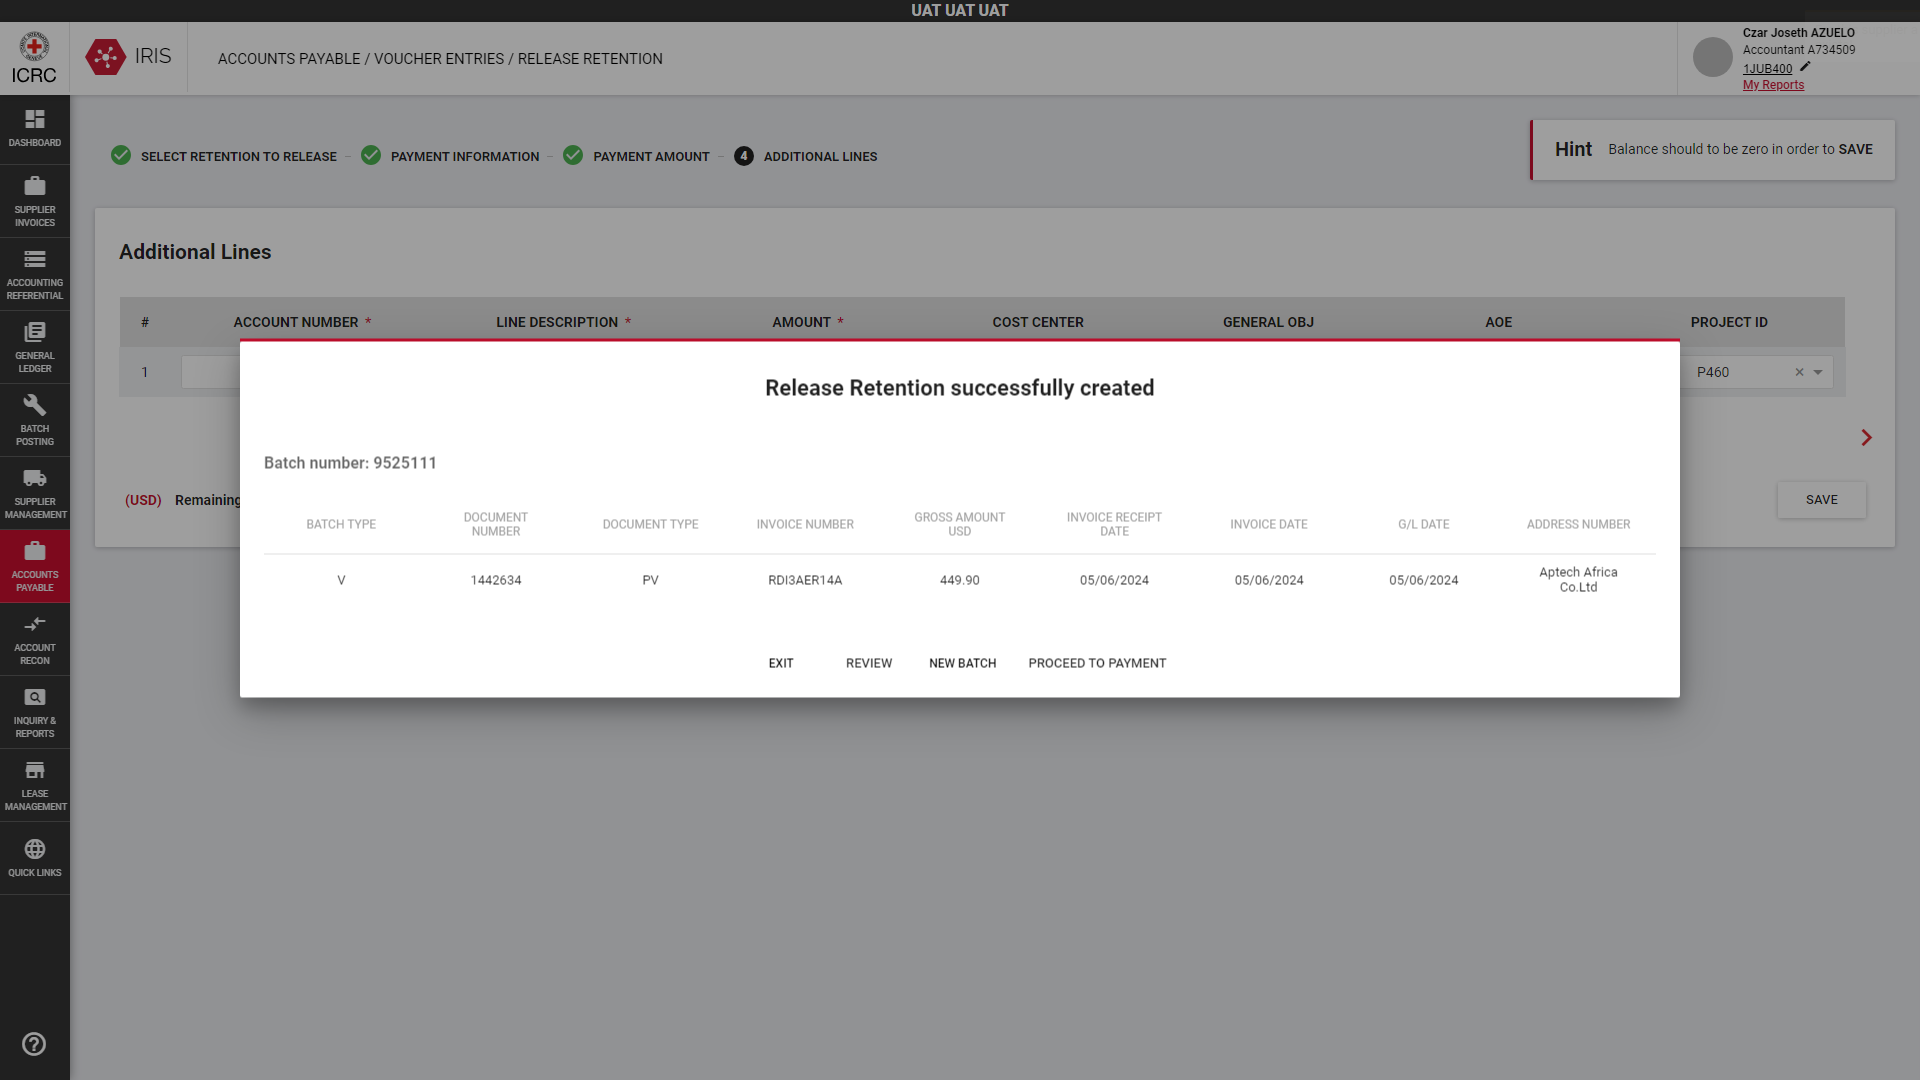 UAT UAT UAT
ICRC
IRIS
ACCOUNTS PAYABLE / VOUCHER ENTRIES / RELEASE RETENTION
Czar Joseth AZUELO
Accountant A734509
1JUB400
My Reports
DASHBOARD
SUPPLIER
INVOICES
ACCOUNTING
REFERENTIAL
GENERAL
LEDGER
BATCH
POSTING
SUPPLIER
MANAGEMENT
ACCOUNTS
PAYABLE
ACCOUNT
RECON
INQUIRY &
REPORTS
LEASE
MANAGEMENT
QUICK LINKS
SELECT RETENTION TO RELEASE
PAYMENT INFORMATION
PAYMENT AMOUNT
4 ADDITIONAL LINES
Hint Balance should to be zero in order to SAVE
Additional Lines
# ACCOUNT NUMBER * LINE DESCRIPTION * AMOUNT * COST CENTER GENERAL OBJ AOE PROJECT ID
1 P460
(USD) Remaining
SAVE
Release Retention successfully created
Batch number: 9525111
BATCH TYPE DOCUMENT NUMBER DOCUMENT TYPE INVOICE NUMBER GROSS AMOUNT USD INVOICE RECEIPT DATE INVOICE DATE G/L DATE ADDRESS NUMBER
V 1442634 PV RDI3AER14A 449.90 05/06/2024 05/06/2024 05/06/2024 Aptech Africa Co.Ltd
EXIT REVIEW NEW BATCH PROCEED TO PAYMENT